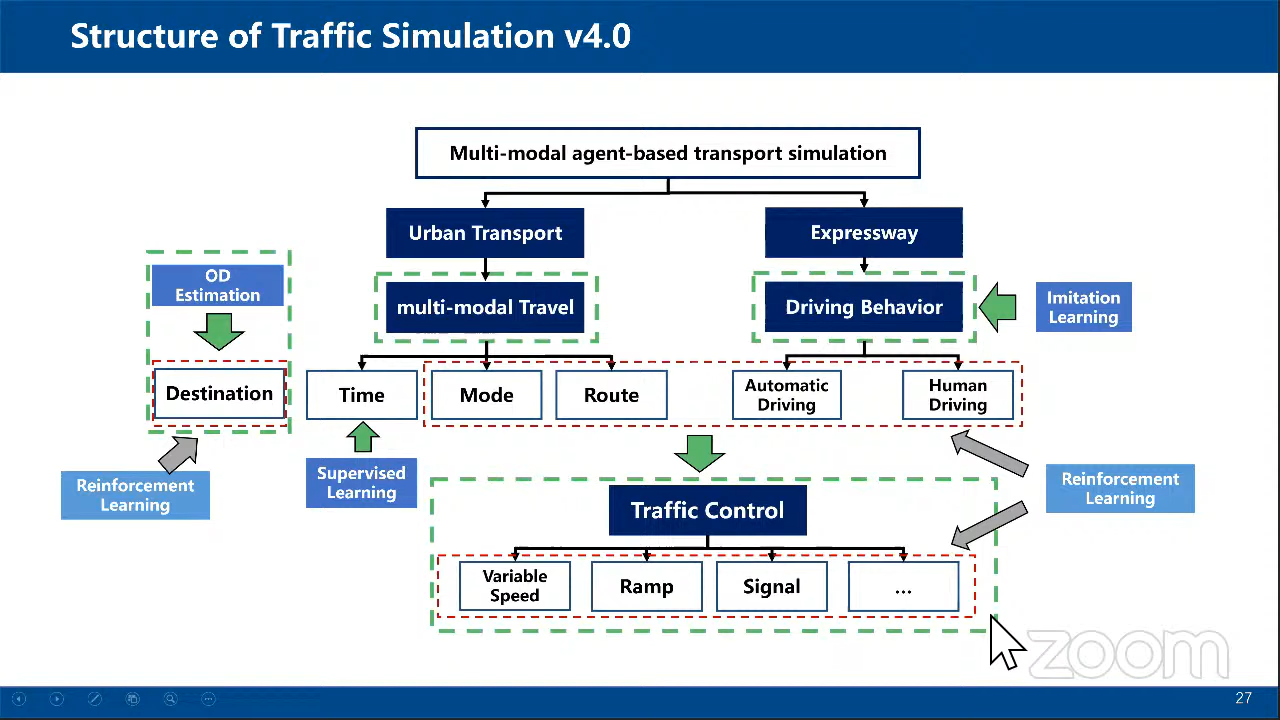 Structure of Traffic Simulation v4.0
Multi-modal agent-based transport simulation
Urban Transport
Expressway
OD
Estimation
multi-modal Travel
Driving Behavior
Imitation
Learning
Destination
Time
Mode
Route
Automatic
Driving
Human
Driving
Reinforcement
Learning
Supervised
Learning
Reinforcement
Learning
Traffic Control
Variable
Speed
Ramp
Signal
...
zoom
27